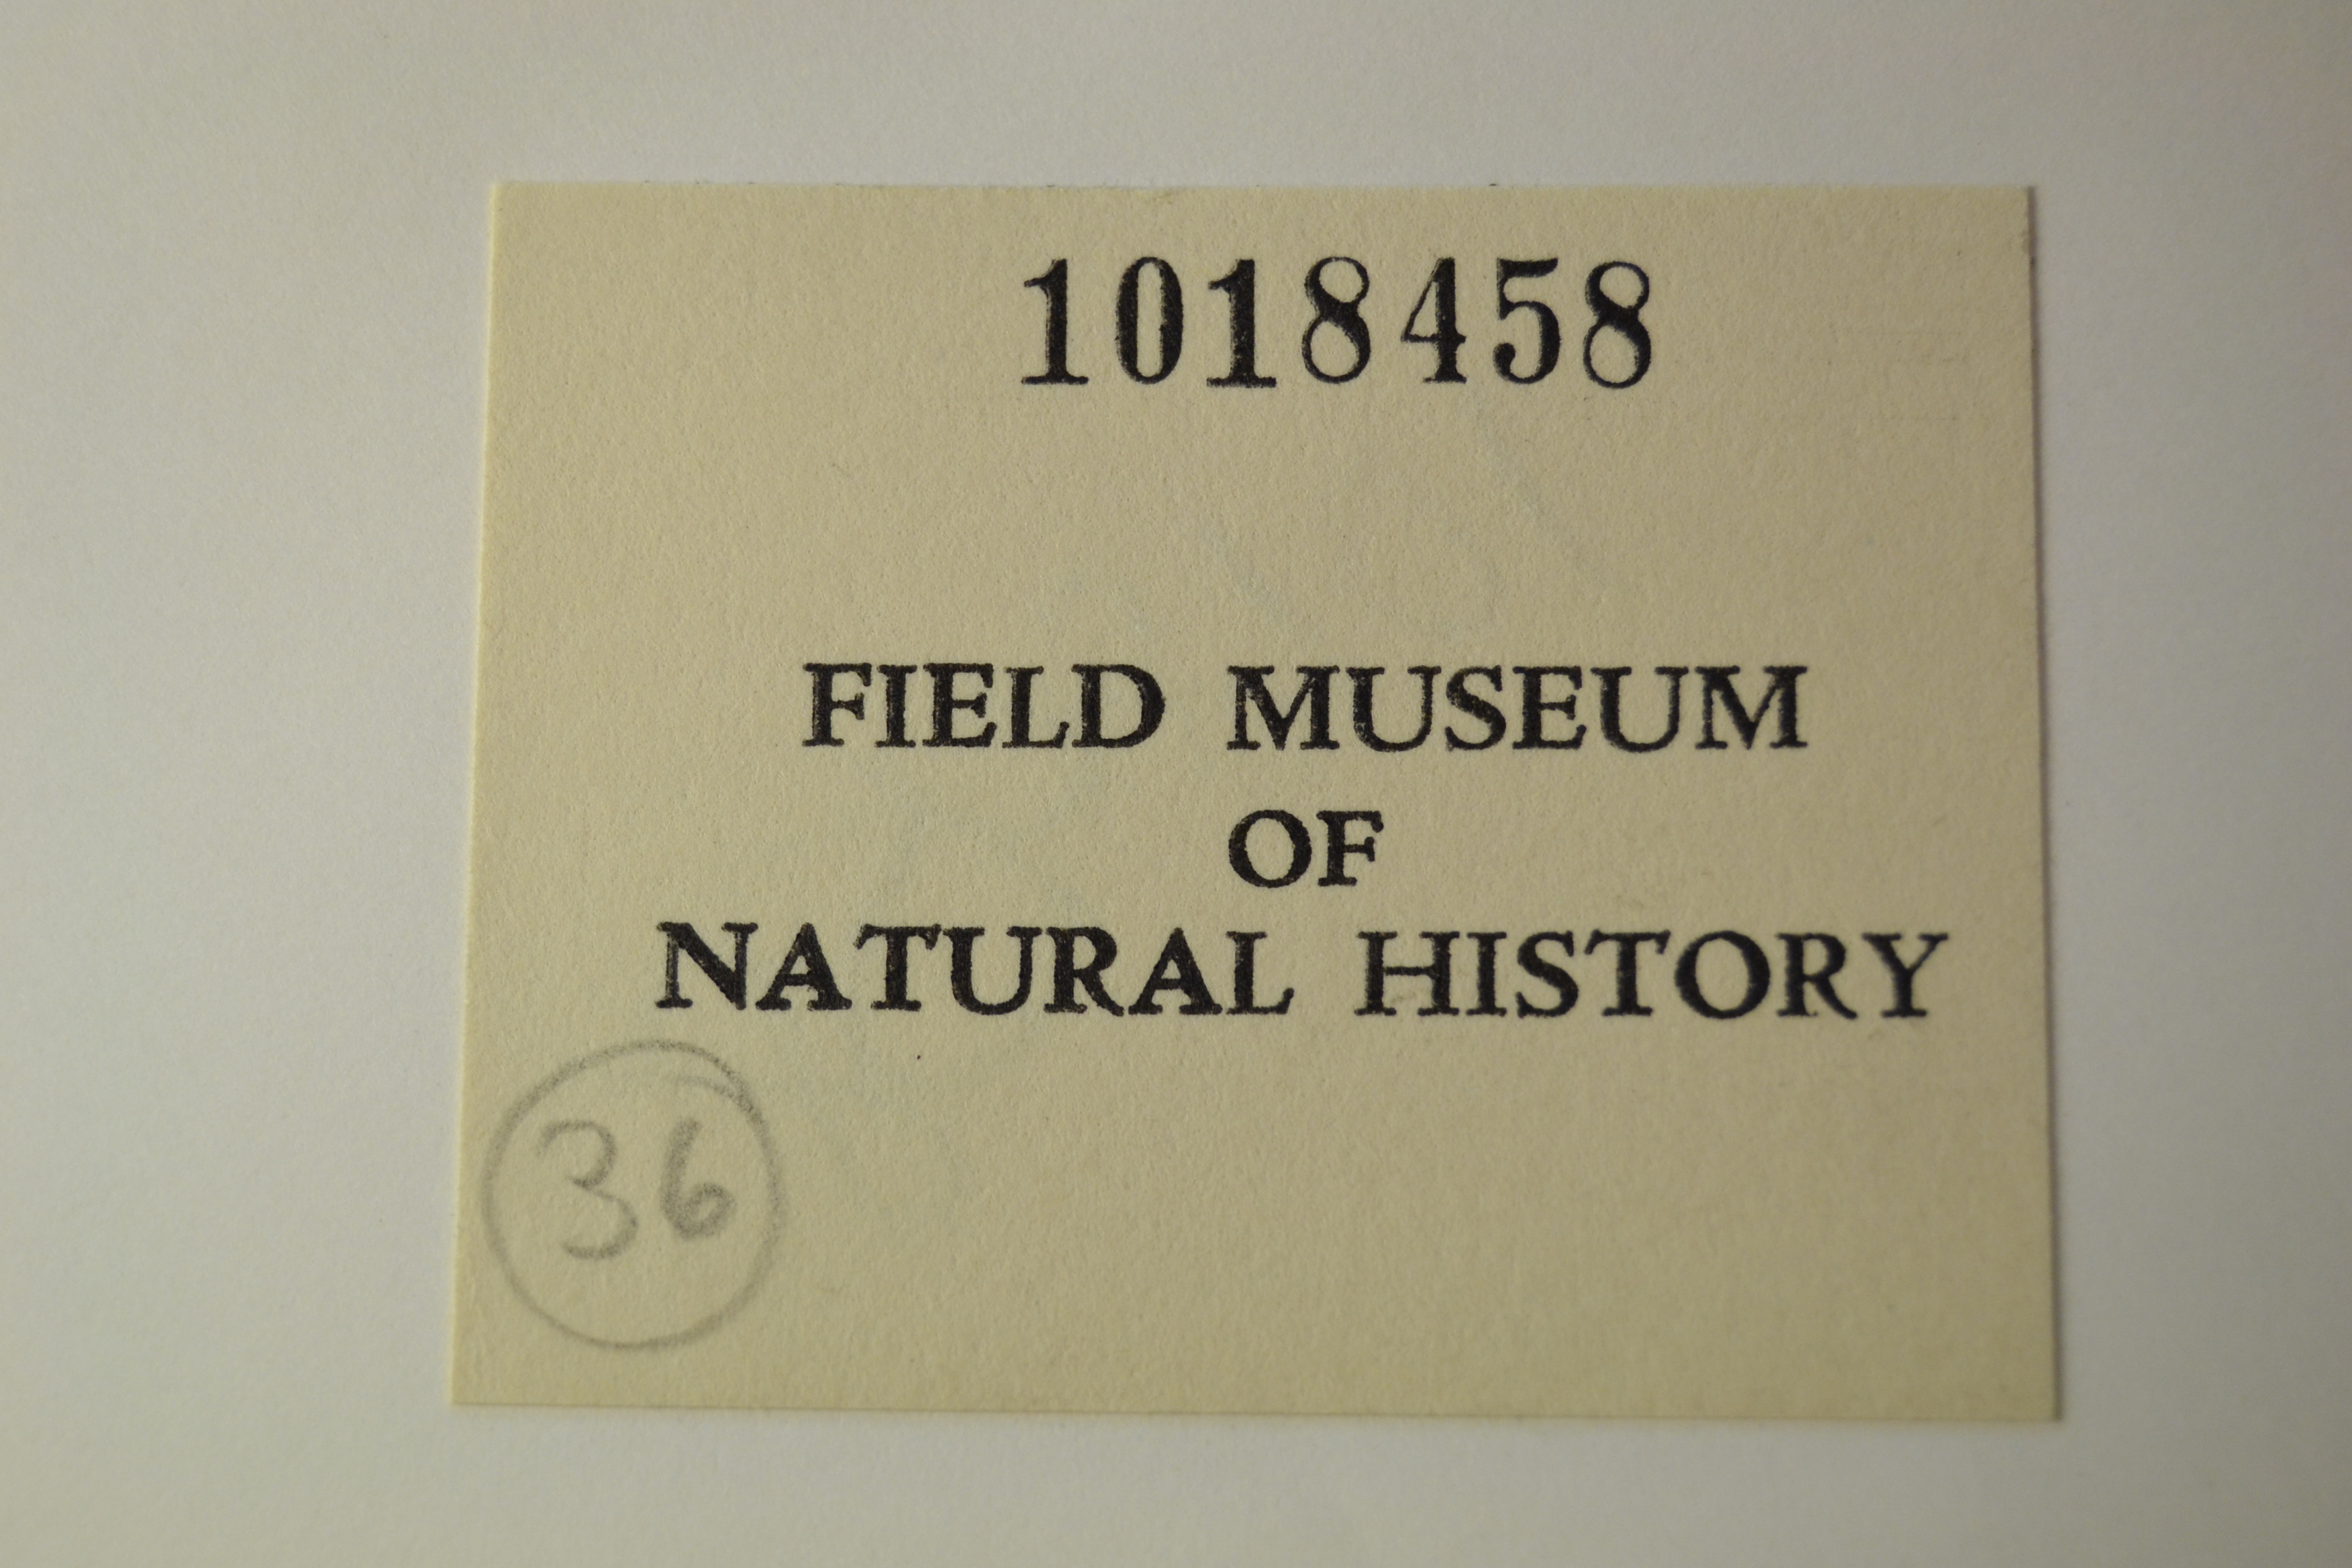 1018458
FIELD MUSEUM
OF
NATURAL HISTORY
36